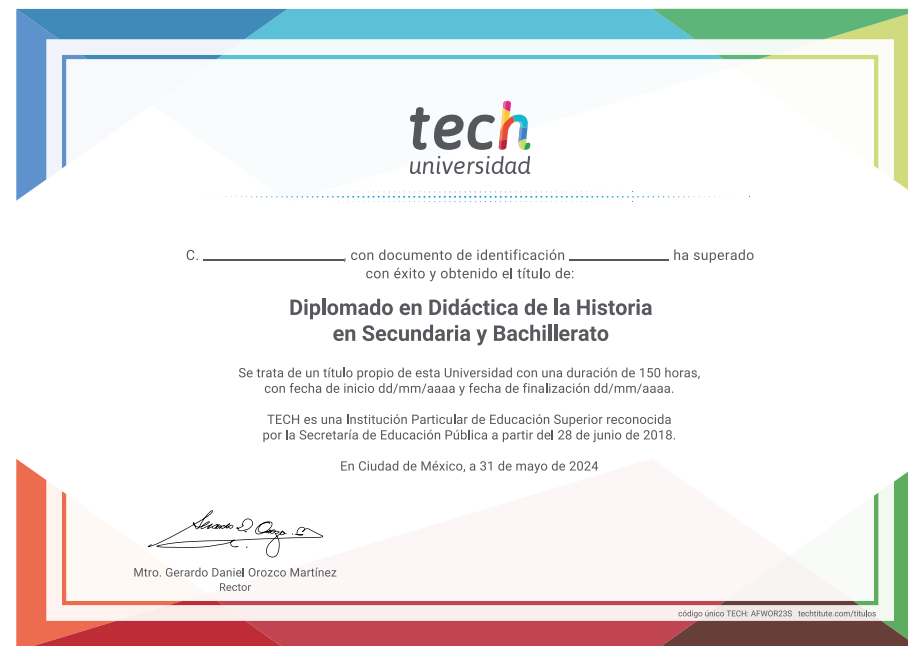 tech
universidad
C. , con documento de identificación ha superado
con éxito y obtenido el título de:
Diplomado en Didáctica de la Historia
en Secundaria y Bachillerato
Se trata de un título propio de esta Universidad con una duración de 150 horas,
con fecha de inicio dd/mm/aaaa y fecha de finalización dd/mm/aaaa.
TECH es una Institución Particular de Educación Superior reconocida
por la Secretaría de Educación Pública a partir del 28 de junio de 2018.
En Ciudad de México, a 31 de mayo de 2024
Mtro. Gerardo Daniel Orozco Martínez
Rector
código único TECH: AFWOR23S techtitute.com/titulos